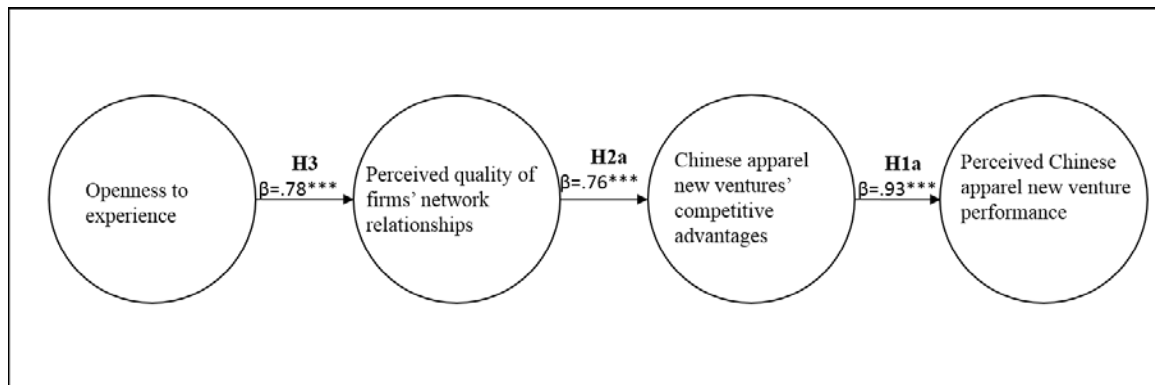 Openness to
experience
H3
β=.78***
Perceived quality of
firms’ network
relationships
H2a
β=.76***
Chinese apparel
new ventures’
competitive
advantages
H1a
β=.93***
Perceived Chinese
apparel new venture
performance